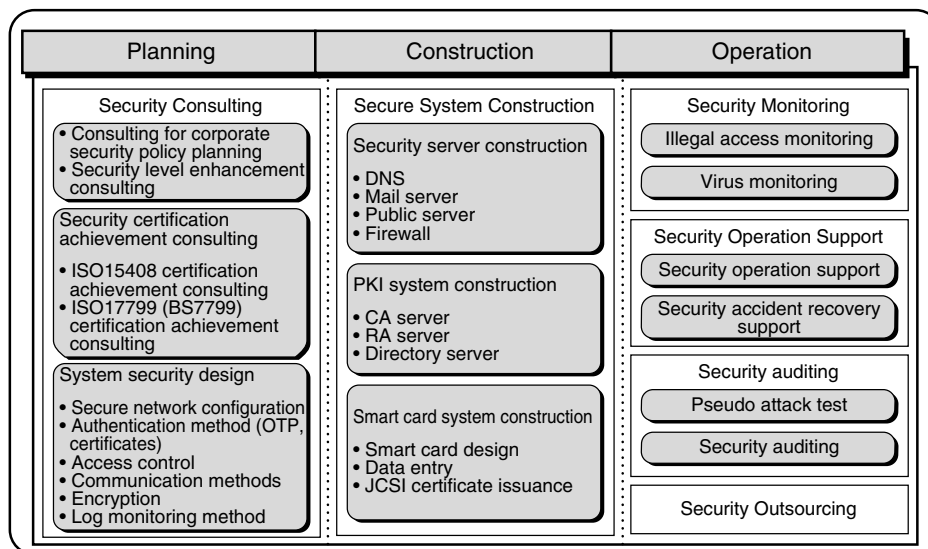 Planning
Construction
Operation
Security Consulting
• Consulting for corporate
security policy planning
• Security level enhancement
consulting
Security certification
achievement consulting
• ISO15408 certification
achievement consulting
• ISO17799 (BS7799)
certification achievement
consulting
System security design
• Secure network configuration
• Authentication method (OTP,
certificates)
• Access control
• Communication methods
• Encryption
• Log monitoring method
Secure System Construction
Security server construction
• DNS
• Mail server
• Public server
• Firewall
PKI system construction
• CA server
• RA server
• Directory server
Smart card system construction
• Smart card design
• Data entry
• JCSI certificate issuance
Security Monitoring
Illegal access monitoring
Virus monitoring
Security Operation Support
Security operation support
Security accident recovery
support
Security auditing
Pseudo attack test
Security auditing
Security Outsourcing